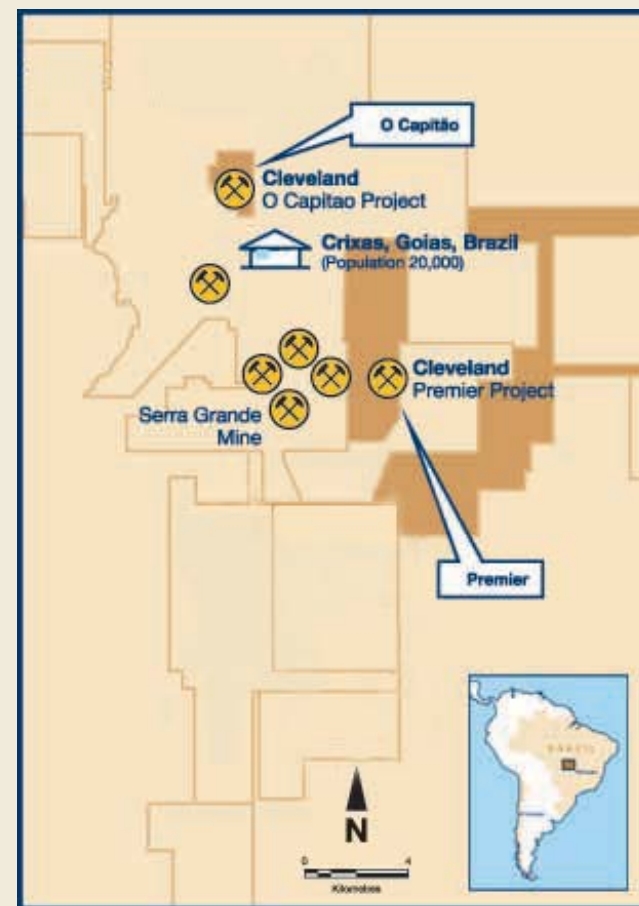 O Capitão
Cleveland
O Capitao Project
Crixas, Goias, Brazil
(Population 20,000)
Cleveland
Premier Project
Serra Grande
Mine
Premier
BRAZIL
N
0 4
Kilometres